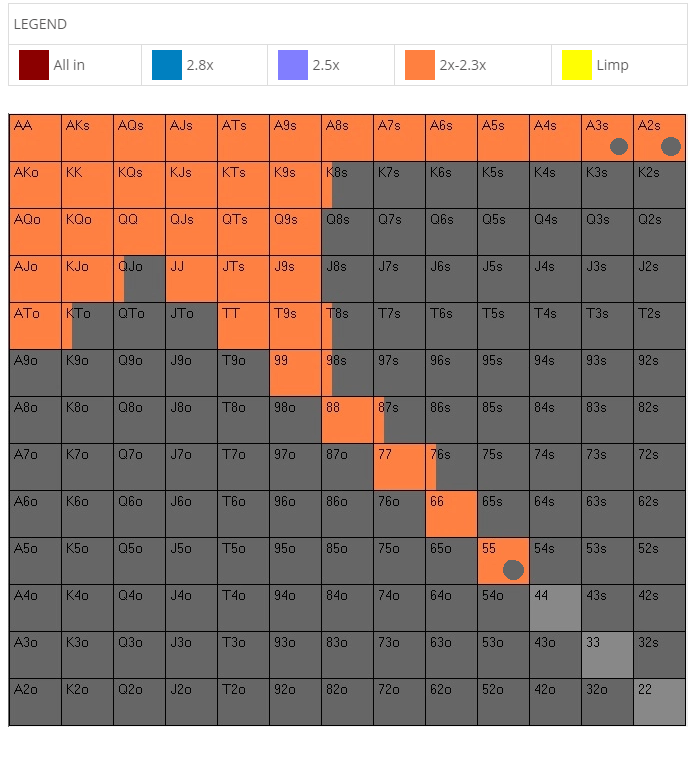 LEGEND
All in 2.8x 2.5x 2x-2.3x Limp
AA AKs AQs AJs ATs A9s A8s A7s A6s A5s A4s A3s A2s
AKo KK KQs KJs KTs K9s K8s K7s K6s K5s K4s K3s K2s
AQo KQo QQ QJs QTs Q9s Q8s Q7s Q6s Q5s Q4s Q3s Q2s
AJo KJo QJo JJ JTs J9s J8s J7s J6s J5s J4s J3s J2s
ATo KTo QTo JTo TT T9s T8s T7s T6s T5s T4s T3s T2s
A9o K9o Q9o J9o T9o 99 98s 97s 96s 95s 94s 93s 92s
A8o K8o Q8o J8o T8o 98o 88 87s 86s 85s 84s 83s 82s
A7o K7o Q7o J7o T7o 97o 87o 77 76s 75s 74s 73s 72s
A6o K6o Q6o J6o T6o 96o 86o 76o 66 65s 64s 63s 62s
A5o K5o Q5o J5o T5o 95o 85o 75o 65o 55 54s 53s 52s
A4o K4o Q4o J4o T4o 94o 84o 74o 64o 54o 44 43s 42s
A3o K3o Q3o J3o T3o 93o 83o 73o 63o 53o 43o 33 32s
A2o K2o Q2o J2o T2o 92o 82o 72o 62o 52o 42o 32o 22